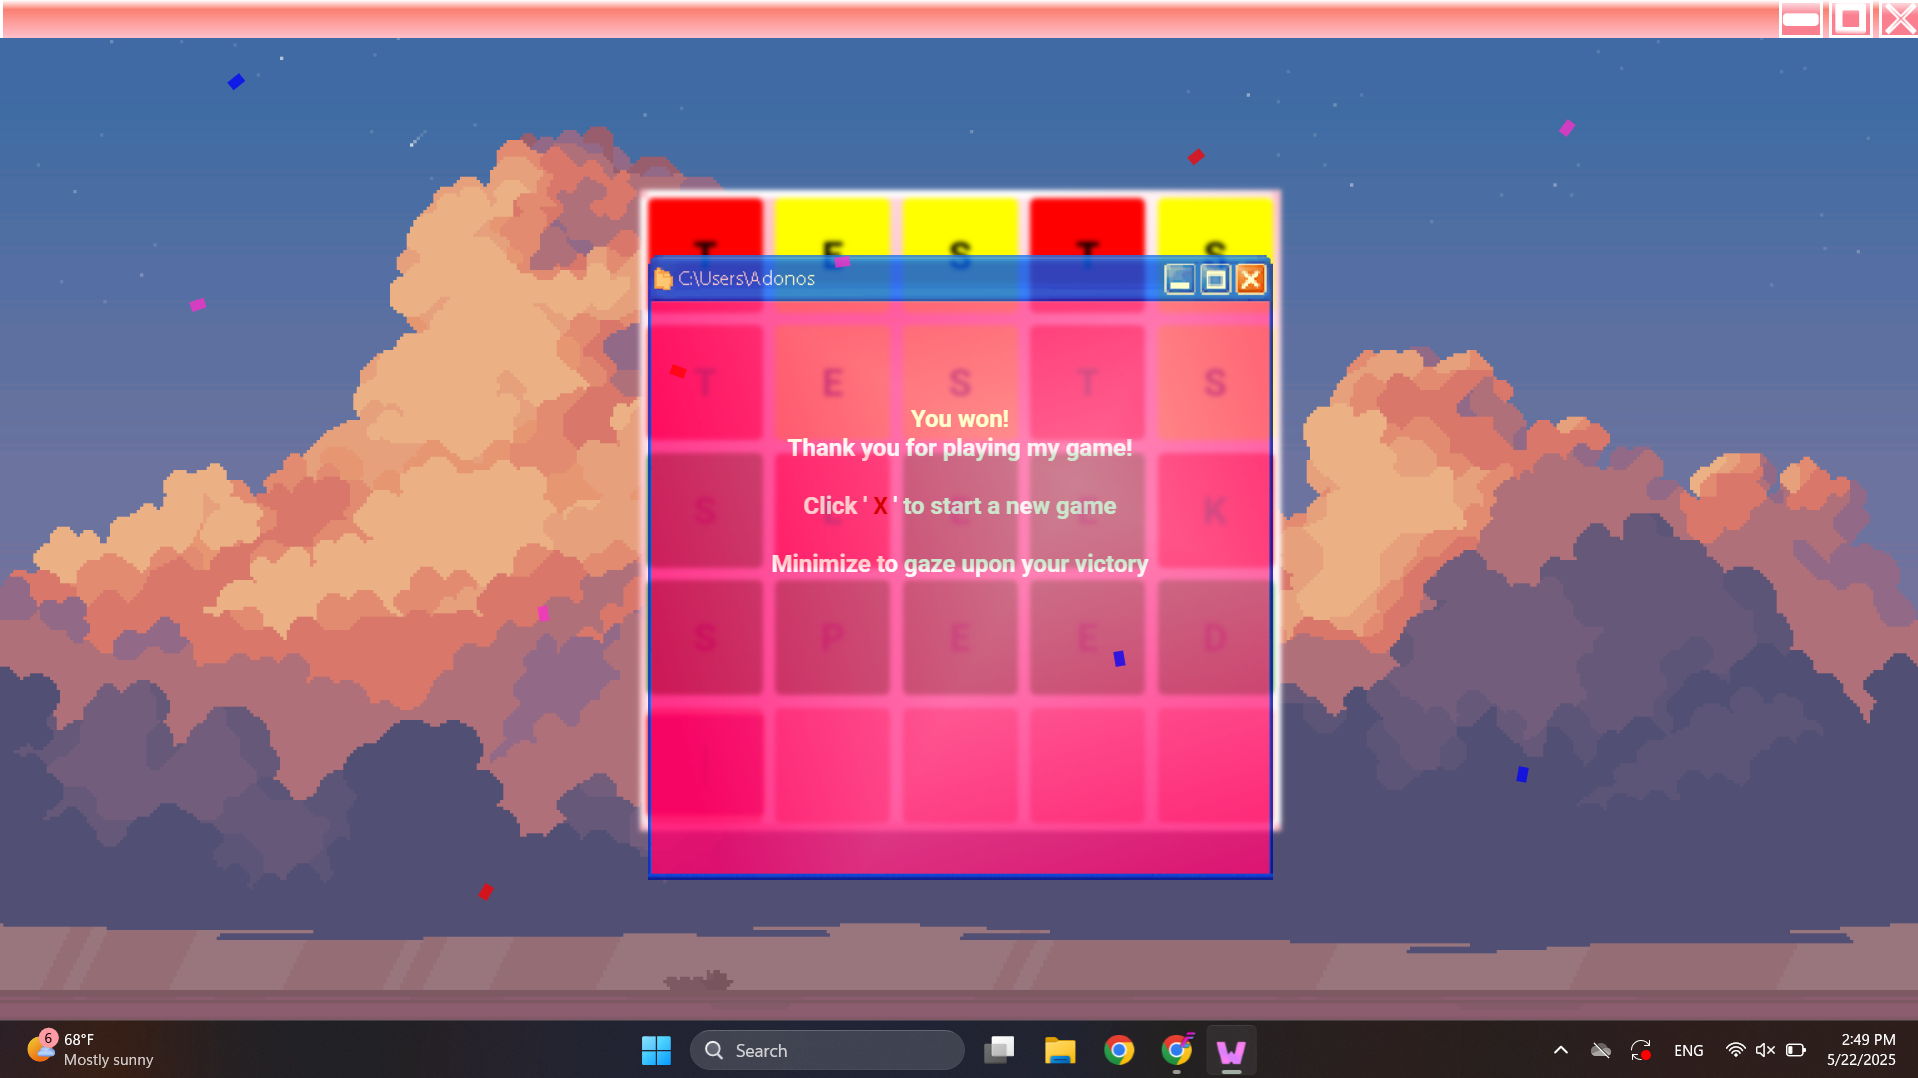 T E S T S
C:\Users\Adonos
T E S T S
You won!
Thank you for playing my game!
S E E K
Click ' X ' to start a new game
Minimize to gaze upon your victory
S P E E D
6
68°F
Mostly sunny
Search
ENG
2:49 PM
5/22/2025